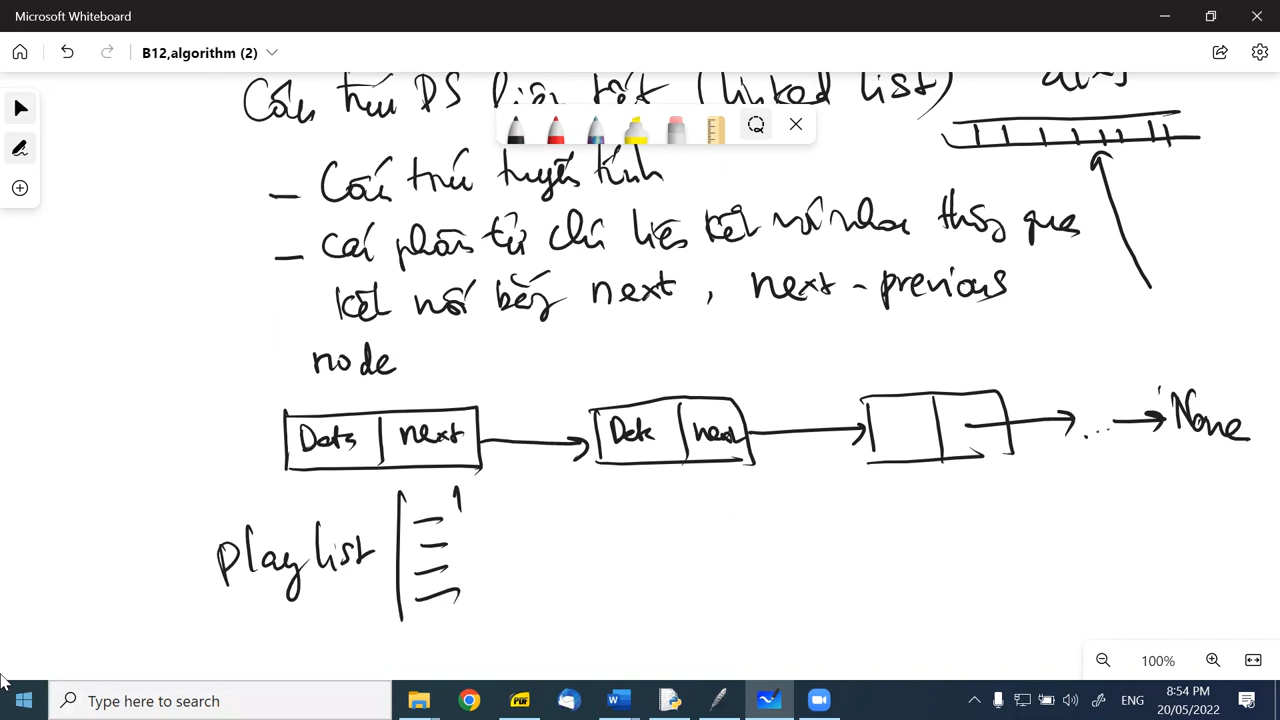 Microsoft Whiteboard
B12,algorithm (2)
Cấu trúc DS liên kết (linked list)
- Cấu trúc tuyến tính
- Các phần tử chỉ liên kết với nhau thông qua
kết nối bằng next, next - previous
node
Data next Data next ... None
playlist
100%
Type here to search
ENG
8:54 PM
20/05/2022